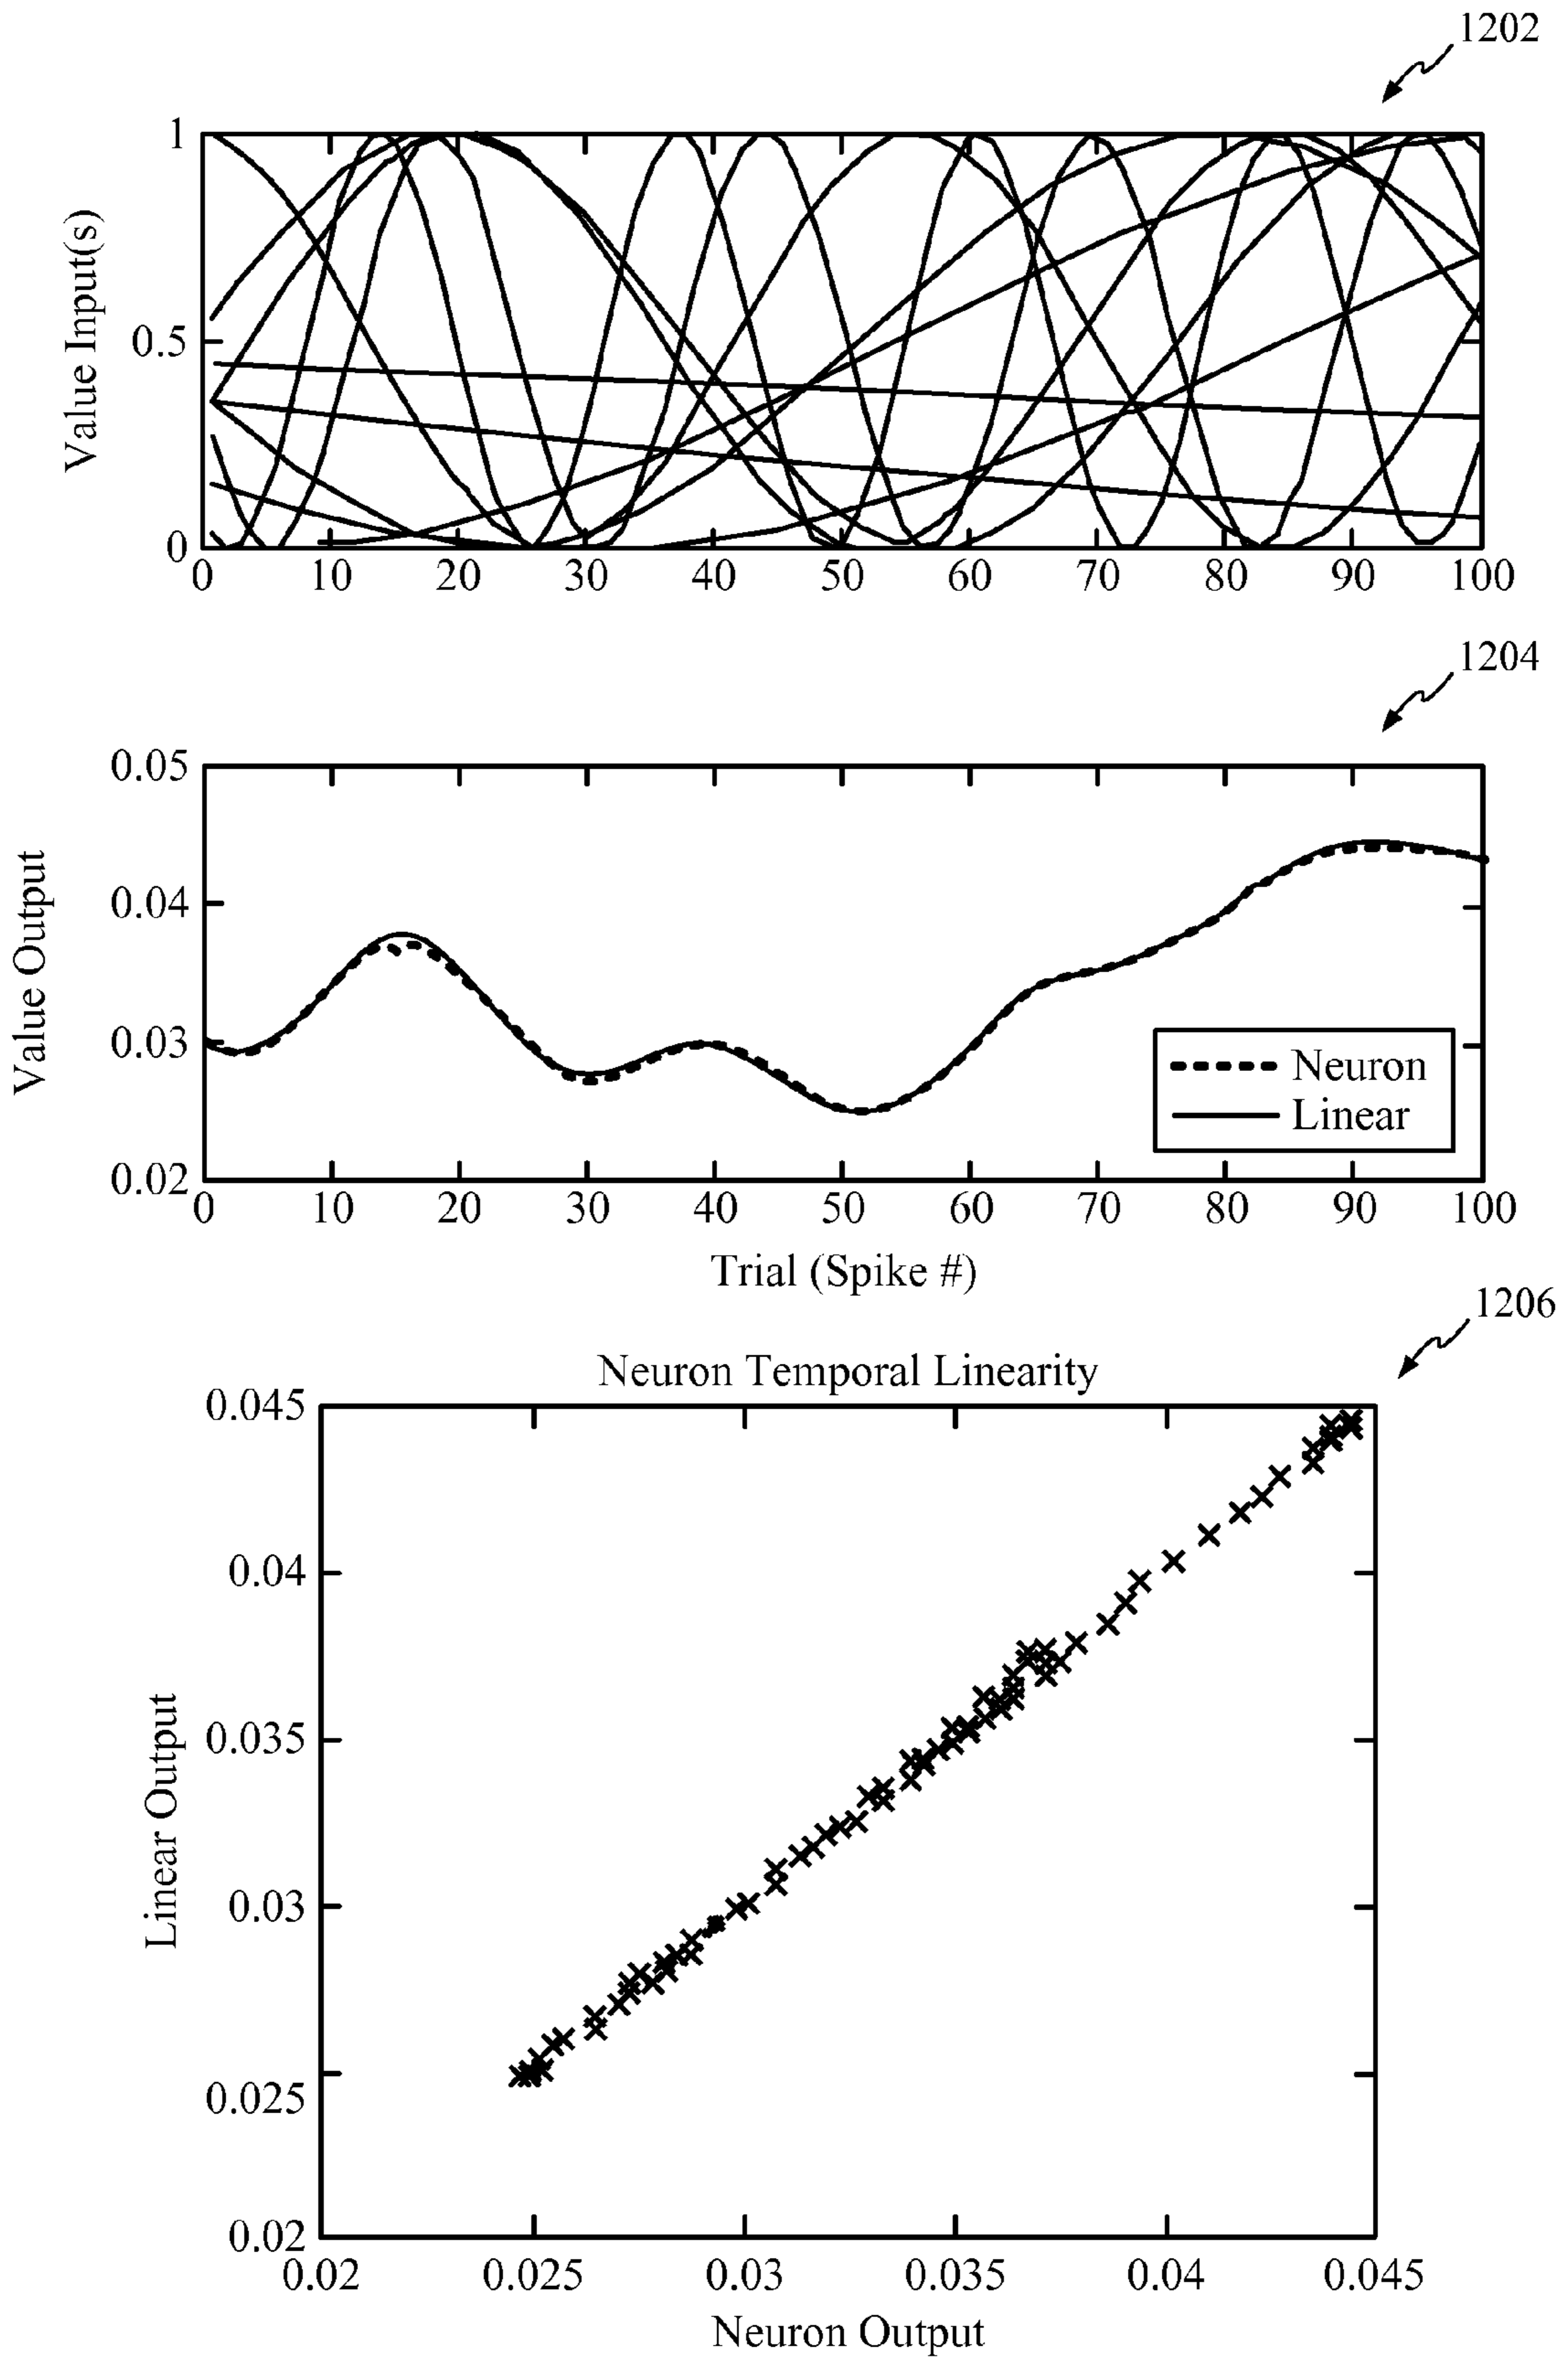 1202
1
0.5
0
Value Input(s)
0 10 20 30 40 50 60 70 80 90 100
1204
0.05
0.04
0.03
0.02
Value Output
Neuron
Linear
0 10 20 30 40 50 60 70 80 90 100
Trial (Spike #)
1206
Neuron Temporal Linearity
0.045
0.04
0.035
0.03
0.025
0.02
Linear Output
0.02 0.025 0.03 0.035 0.04 0.045
Neuron Output